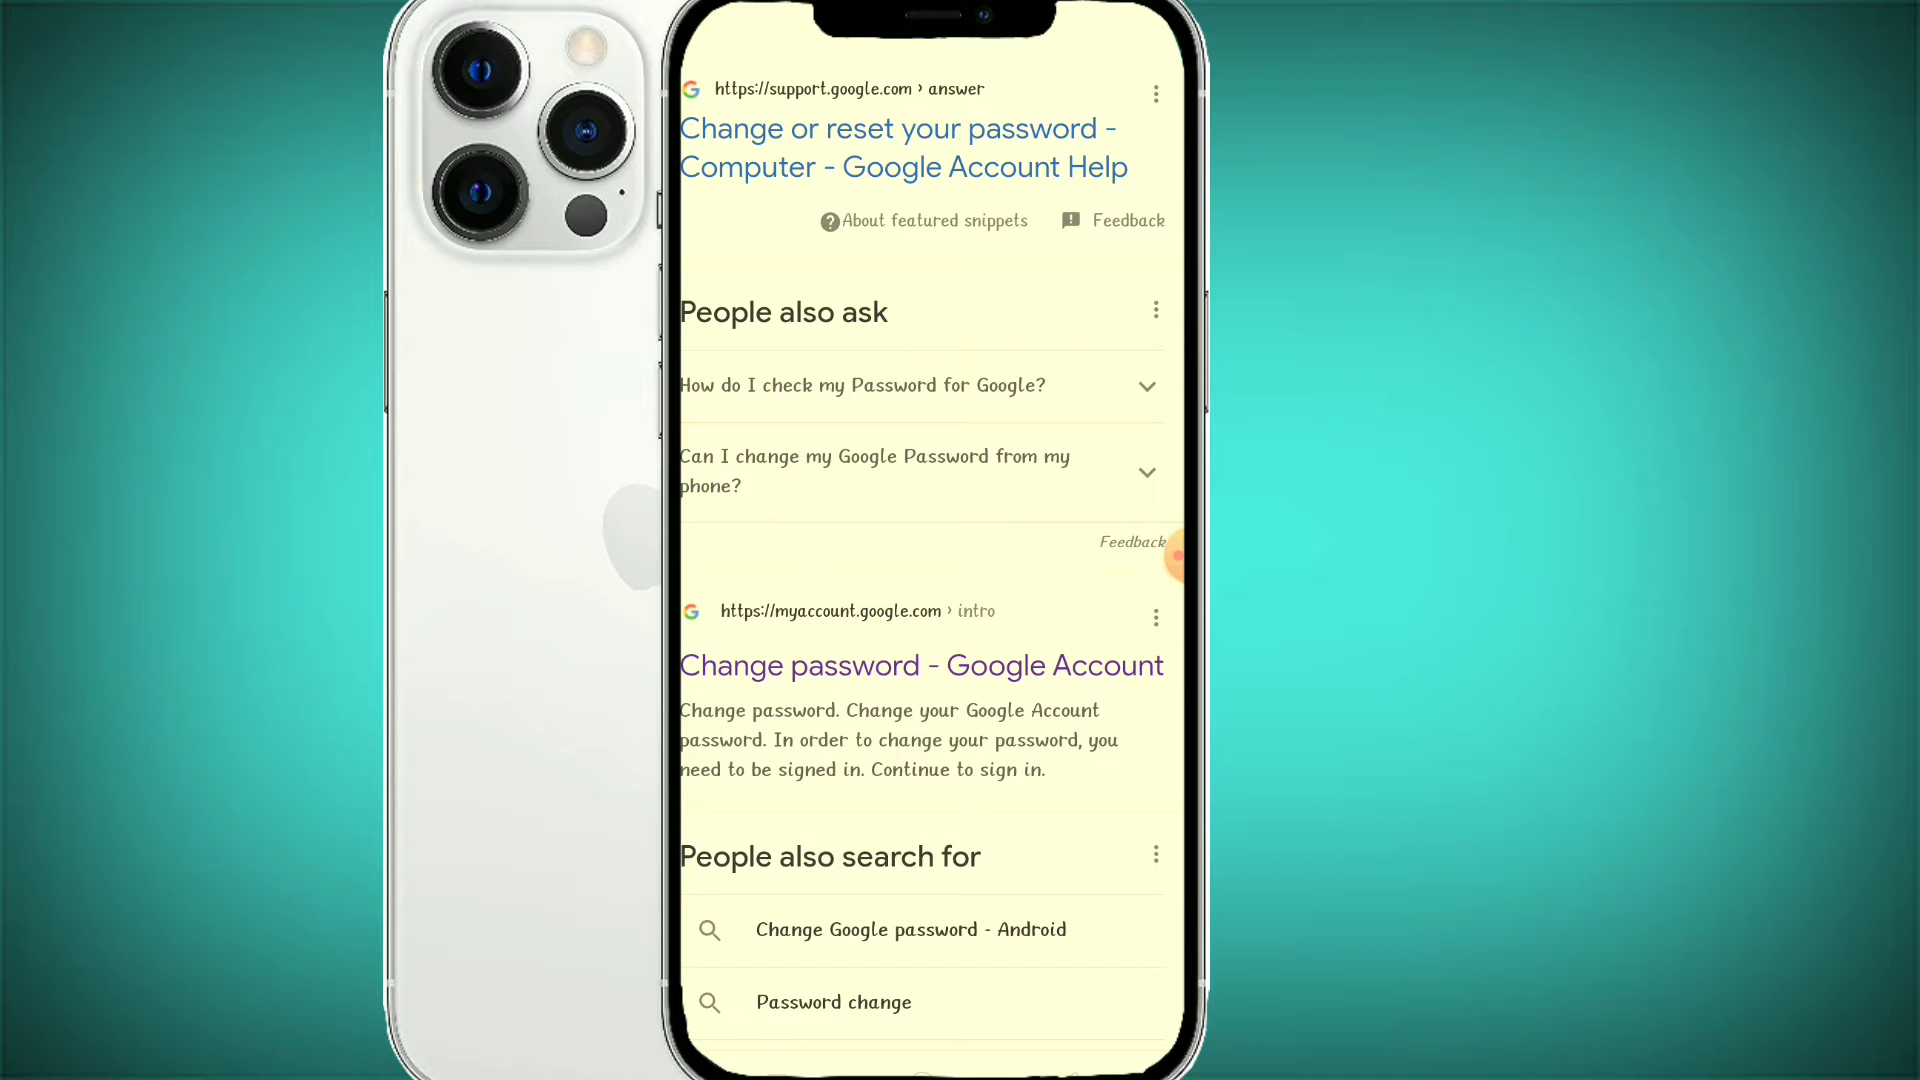 https://support.google.com › answer
Change or reset your password -
Computer - Google Account Help
About featured snippets
Feedback
People also ask
How do I check my Password for Google?
Can I change my Google Password from my
phone?
Feedback
https://myaccount.google.com › intro
Change password - Google Account
Change password. Change your Google Account
password. In order to change your password, you
need to be signed in. Continue to sign in.
People also search for
Change Google password - Android
Password change